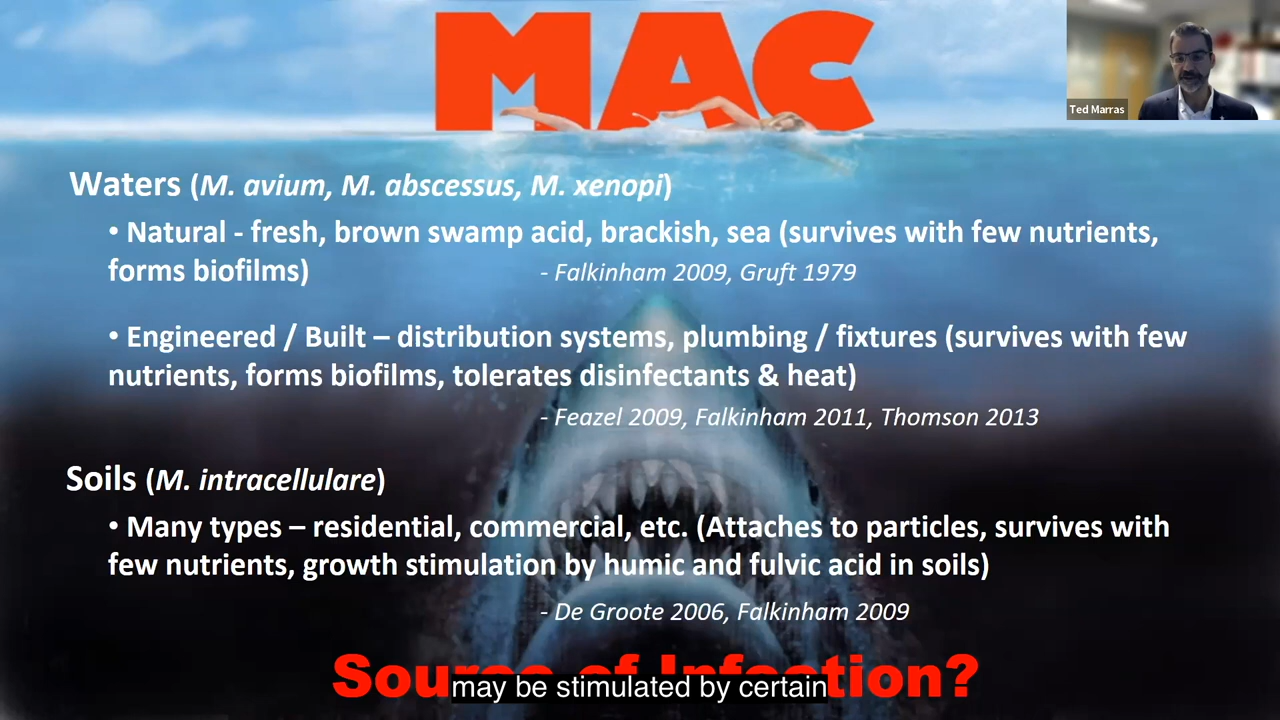 MAC
Ted Marras
Waters (M. avium, M. abscessus, M. xenopi)
• Natural - fresh, brown swamp acid, brackish, sea (survives with few nutrients,
forms biofilms)
- Falkinham 2009, Gruft 1979
• Engineered / Built – distribution systems, plumbing / fixtures (survives with few
nutrients, forms biofilms, tolerates disinfectants & heat)
- Feazel 2009, Falkinham 2011, Thomson 2013
Soils (M. intracellulare)
• Many types – residential, commercial, etc. (Attaches to particles, survives with
few nutrients, growth stimulation by humic and fulvic acid in soils)
- De Groote 2006, Falkinham 2009
Source of Infection?
may be stimulated by certain